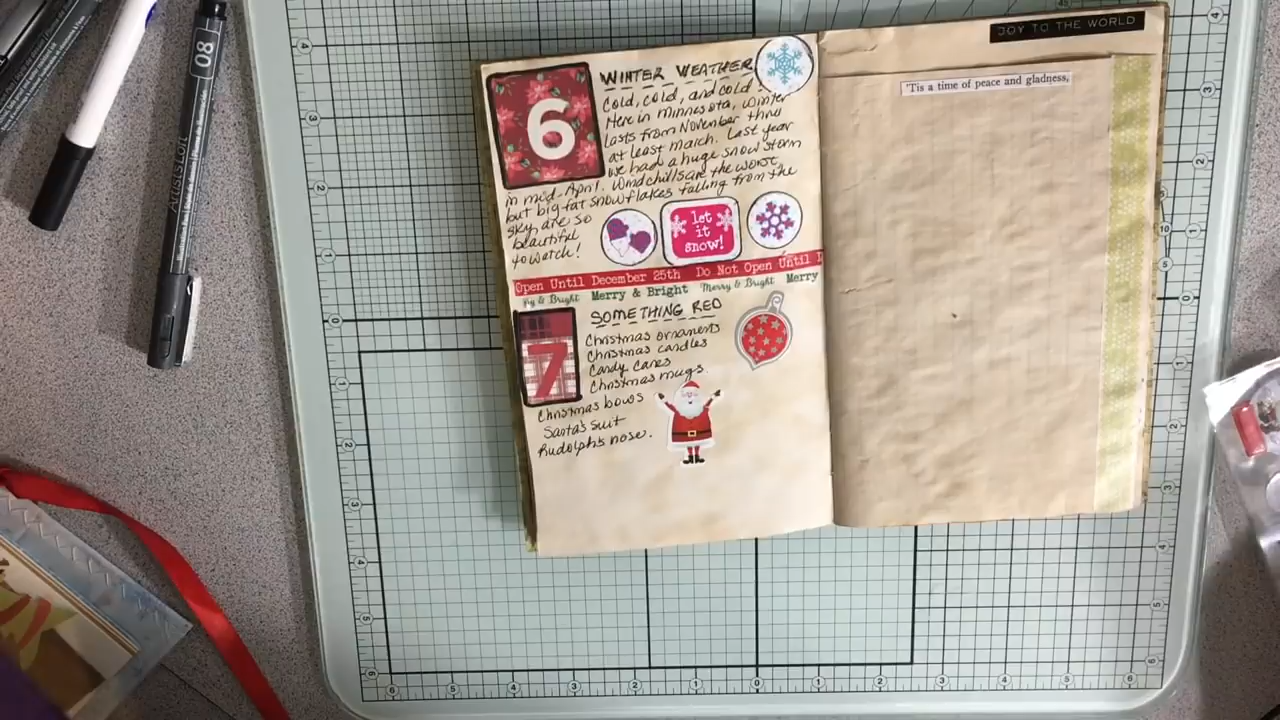 JOY TO THE WORLD
'Tis a time of peace and gladness,
6
WINTER WEATHER
Cold, cold, and cold!
Here in Minnesota, winter
lasts from November thru
at least March. Last year
we had a huge snow storm
in mid-April. Windchills are the worst
but big fat snowflakes falling from the
sky, are so
beautiful
to watch!
let
it
snow!
Open Until December 25th Do Not Open Until
& Bright Merry & Bright Merry & Bright Merry
7
SOMETHING RED
Christmas ornaments
Christmas candles
Candy canes
Christmas mugs.
Christmas bows
Santa's suit
Rudolph's nose.
Artist's Loft
08